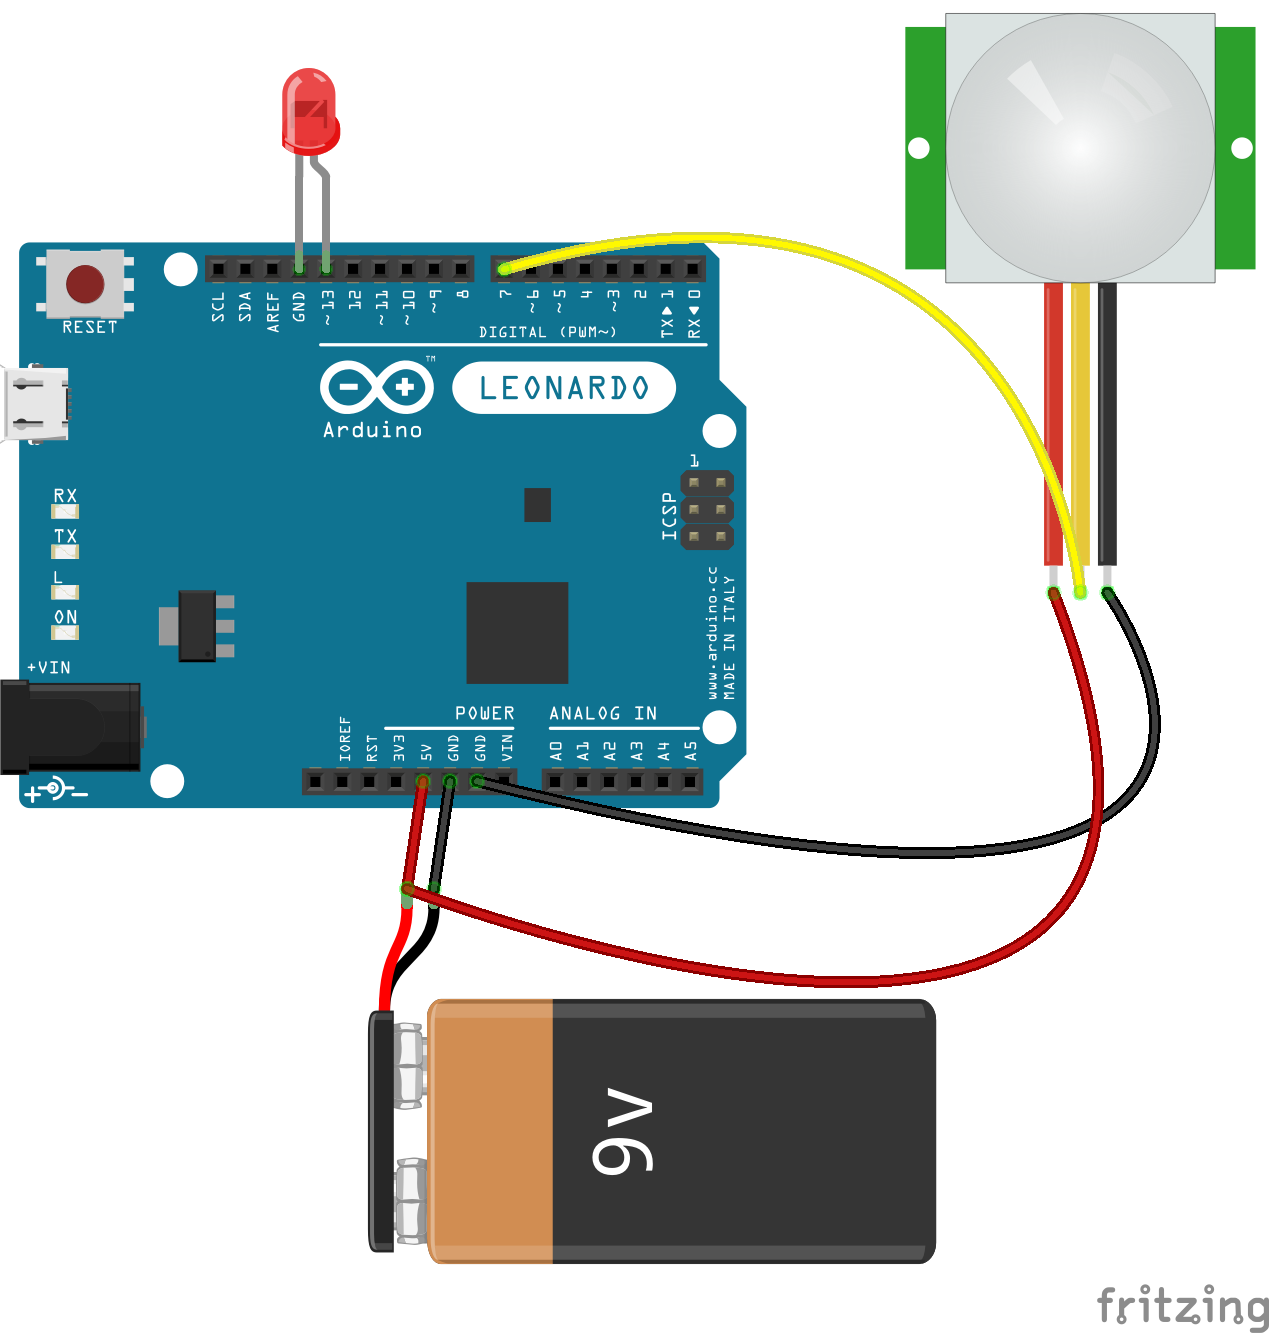 RESET
SCL
SDA
AREF
GND
~13
12
~11
~10
~9
8
7
~6
~5
4
~3
2
TX▶1
RX◀0
DIGITAL (PWM~)
TM
LEONARDO
Arduino
1
ICSP
RX
TX
L
ON
+VIN
www.arduino.cc
MADE IN ITALY
POWER
ANALOG IN
IOREF
RST
3V3
5V
GND
GND
VIN
A0
A1
A2
A3
A4
A5
+ −
9v
fritzing